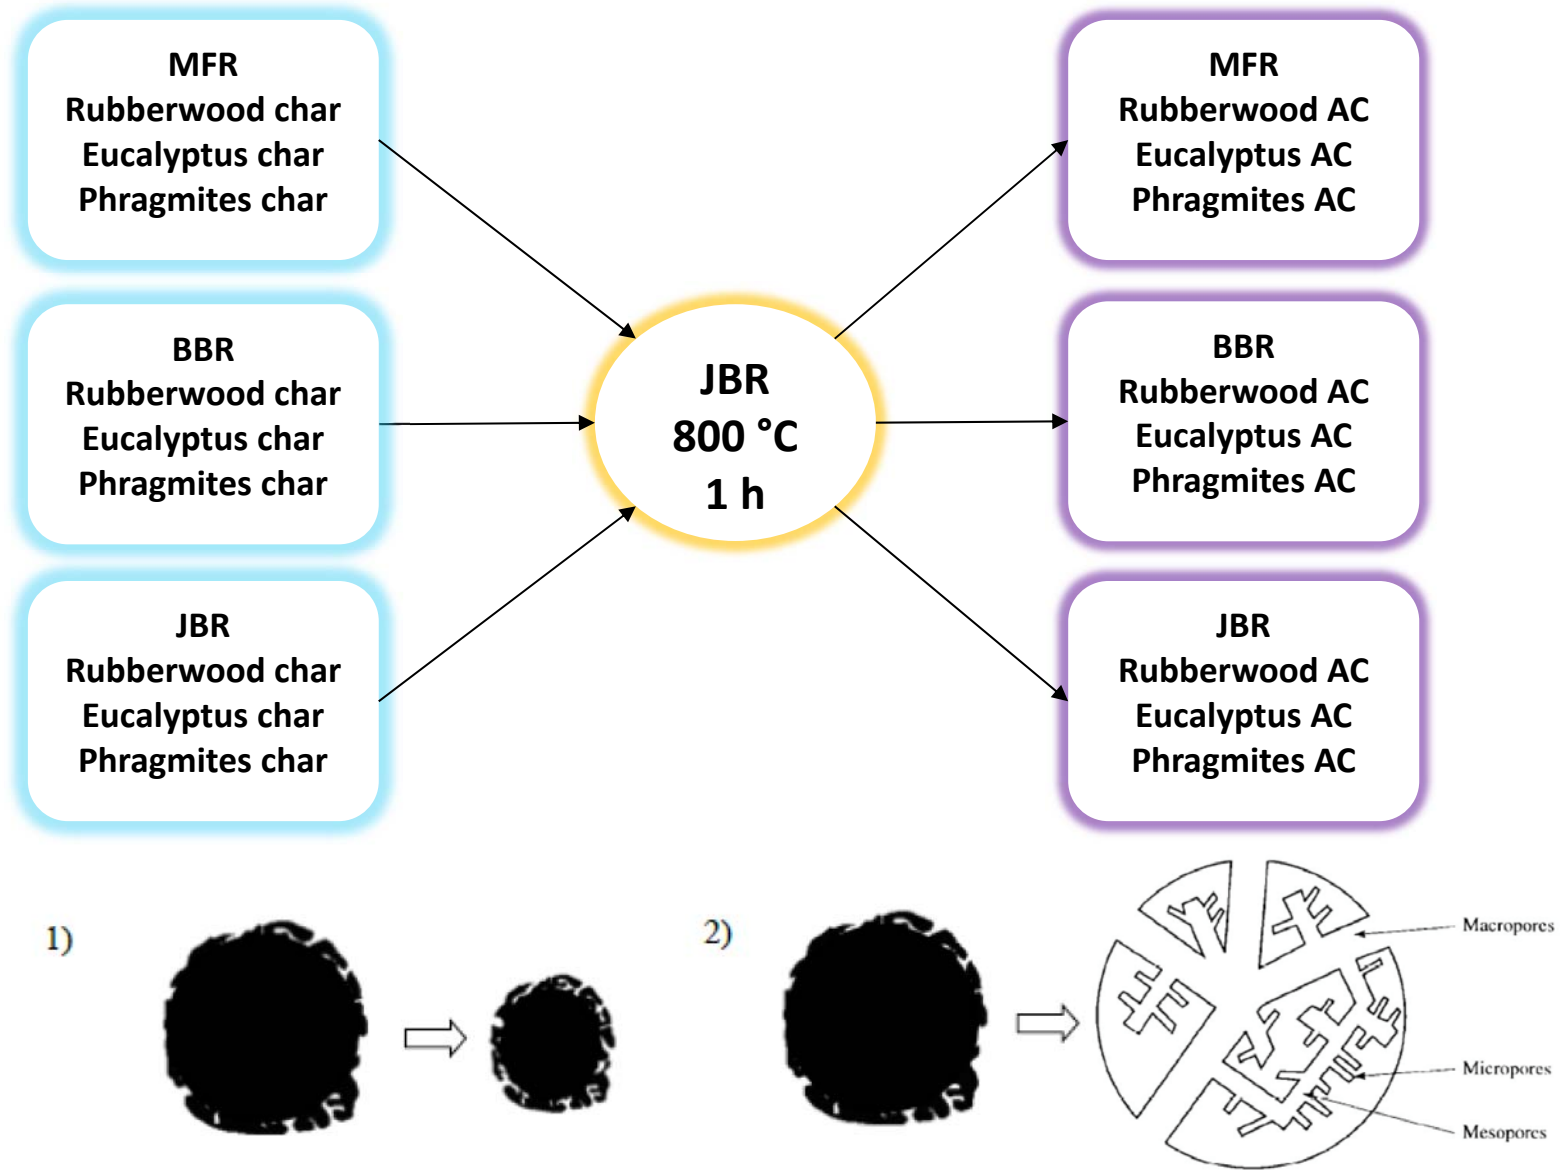 MFR
Rubberwood char
Eucalyptus char
Phragmites char
BBR
Rubberwood char
Eucalyptus char
Phragmites char
JBR
Rubberwood char
Eucalyptus char
Phragmites char
JBR
800 °C
1 h
MFR
Rubberwood AC
Eucalyptus AC
Phragmites AC
BBR
Rubberwood AC
Eucalyptus AC
Phragmites AC
JBR
Rubberwood AC
Eucalyptus AC
Phragmites AC
1)
2)
Macropores
Micropores
Mesopores